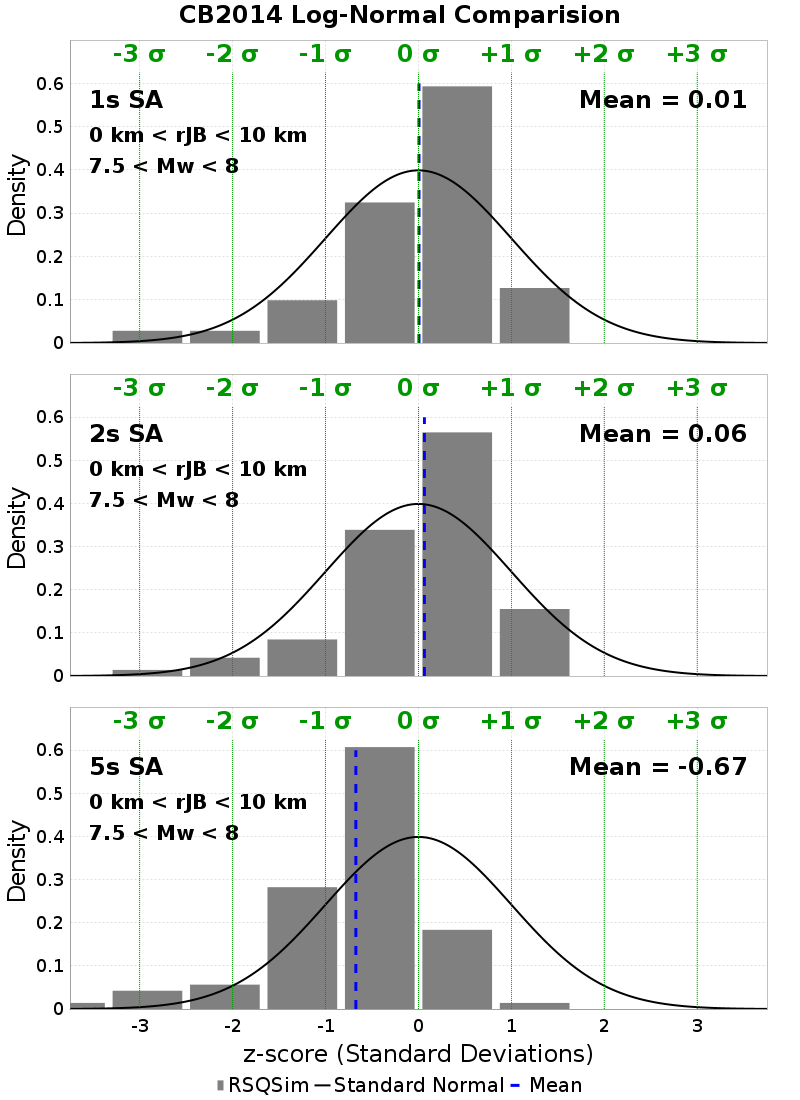 CB2014 Log-Normal Comparision
-3 σ -2 σ -1 σ 0 σ +1 σ +2 σ +3 σ
1s SA
Mean = 0.01
0 km < rJB < 10 km
7.5 < Mw < 8
Density
0.6
0.5
0.4
0.3
0.2
0.1
0
-3 σ -2 σ -1 σ 0 σ +1 σ +2 σ +3 σ
2s SA
Mean = 0.06
0 km < rJB < 10 km
7.5 < Mw < 8
Density
0.6
0.5
0.4
0.3
0.2
0.1
0
-3 σ -2 σ -1 σ 0 σ +1 σ +2 σ +3 σ
5s SA
Mean = -0.67
0 km < rJB < 10 km
7.5 < Mw < 8
Density
0.6
0.5
0.4
0.3
0.2
0.1
0
-3 -2 -1 0 1 2 3
z-score (Standard Deviations)
RSQSim Standard Normal Mean